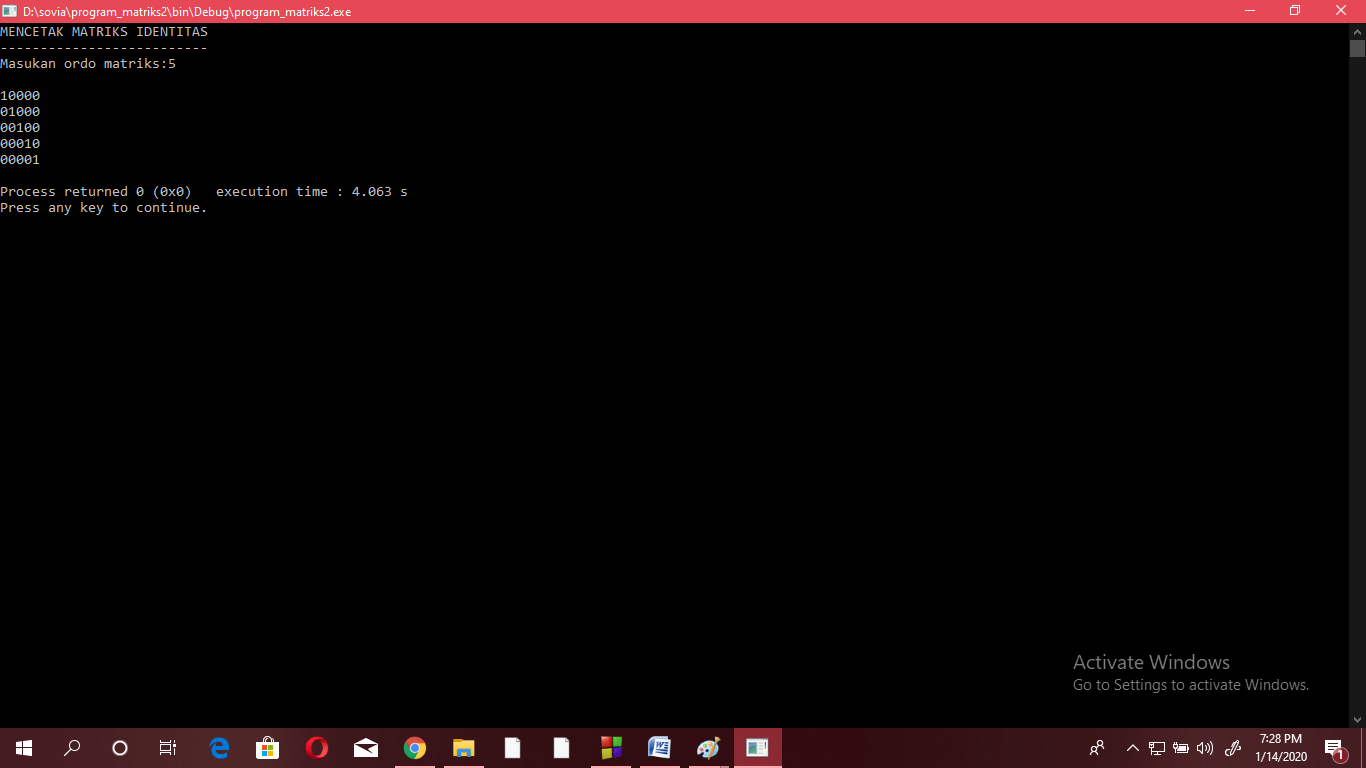 D:\sovia\program_matriks2\bin\Debug\program_matriks2.exe
MENCETAK MATRIKS IDENTITAS
--------------------------
Masukan ordo matriks:5
10000
01000
00100
00010
00001
Process returned 0 (0x0)   execution time : 4.063 s
Press any key to continue.
Activate Windows
Go to Settings to activate Windows.
7:28 PM
1/14/2020
1